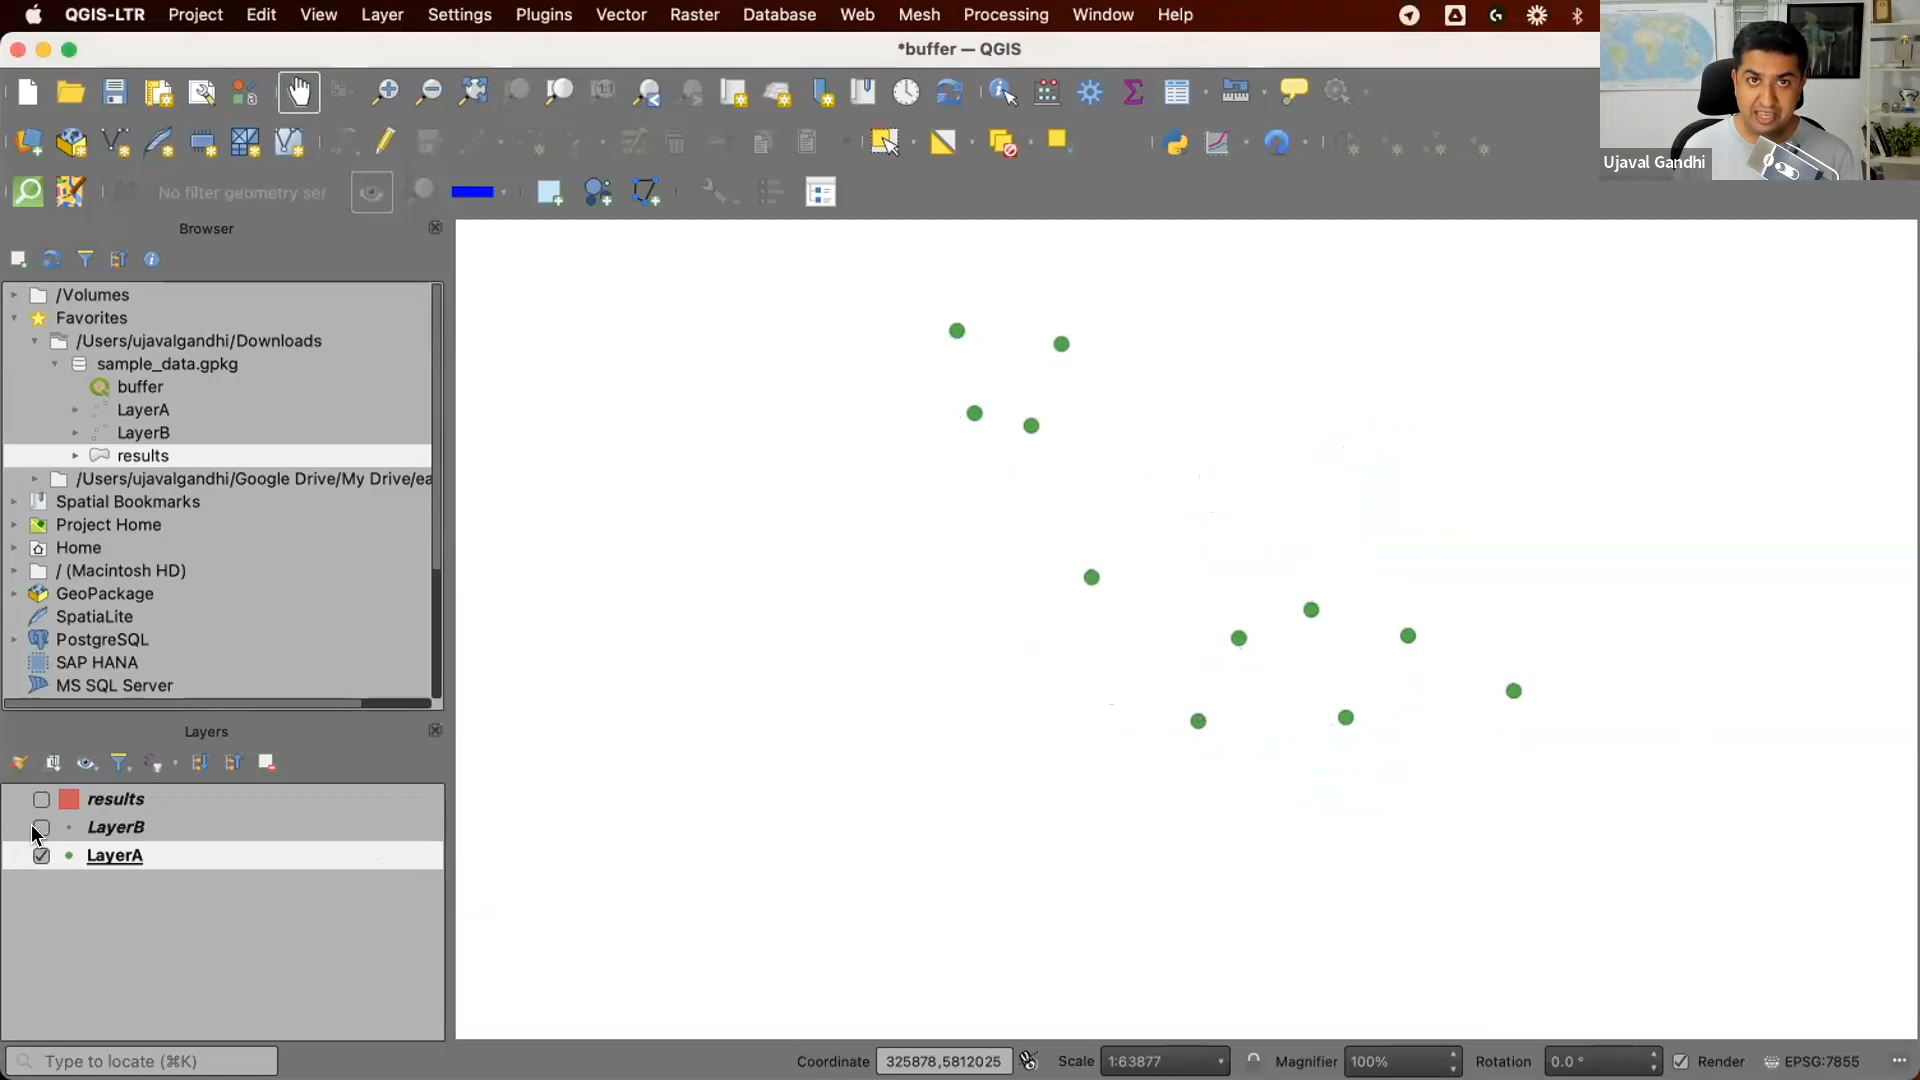 QGIS-LTR Project Edit View Layer Settings Plugins Vector Raster Database Web Mesh Processing Window Help
*buffer — QGIS
Ujaval Gandhi
No filter geometry ser
Browser
/Volumes
Favorites
/Users/ujavalgandhi/Downloads
sample_data.gpkg
buffer
LayerA
LayerB
results
/Users/ujavalgandhi/Google Drive/My Drive/ea
Spatial Bookmarks
Project Home
Home
/ (Macintosh HD)
GeoPackage
SpatiaLite
PostgreSQL
SAP HANA
MS SQL Server
Layers
results
LayerB
LayerA
Type to locate (⌘K) Coordinate 325878,5812025 Scale 1:63877 Magnifier 100% Rotation 0.0 ° Render EPSG:7855